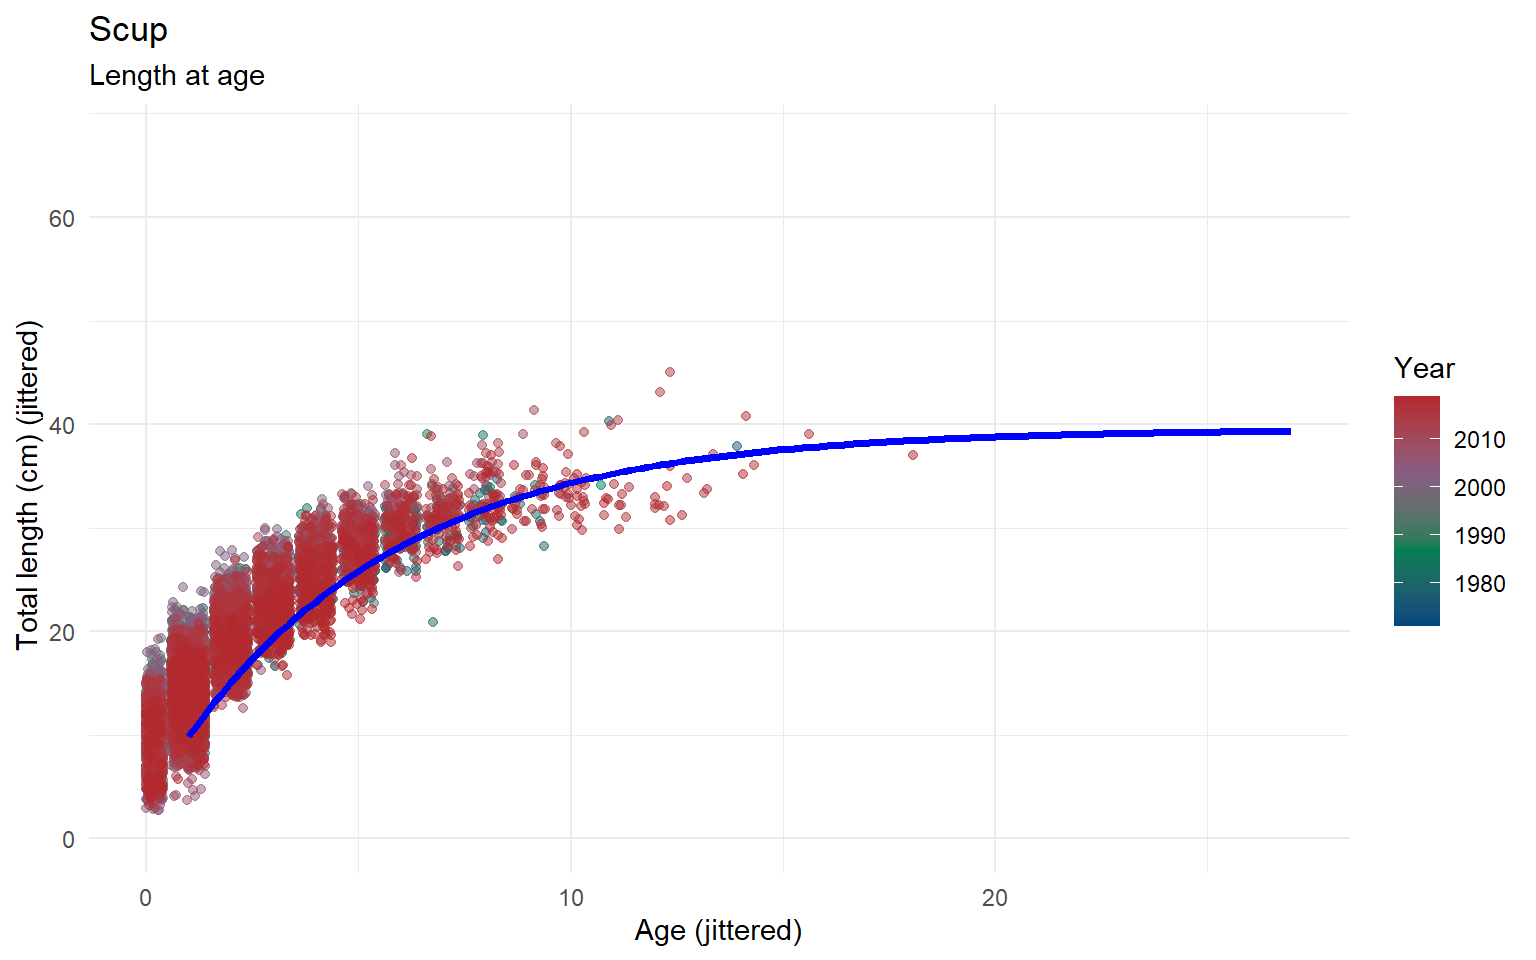 Scup
Length at age
Total length (cm) (jittered)
60
40
20
0
0
10
20
Age (jittered)
Year
2010
2000
1990
1980